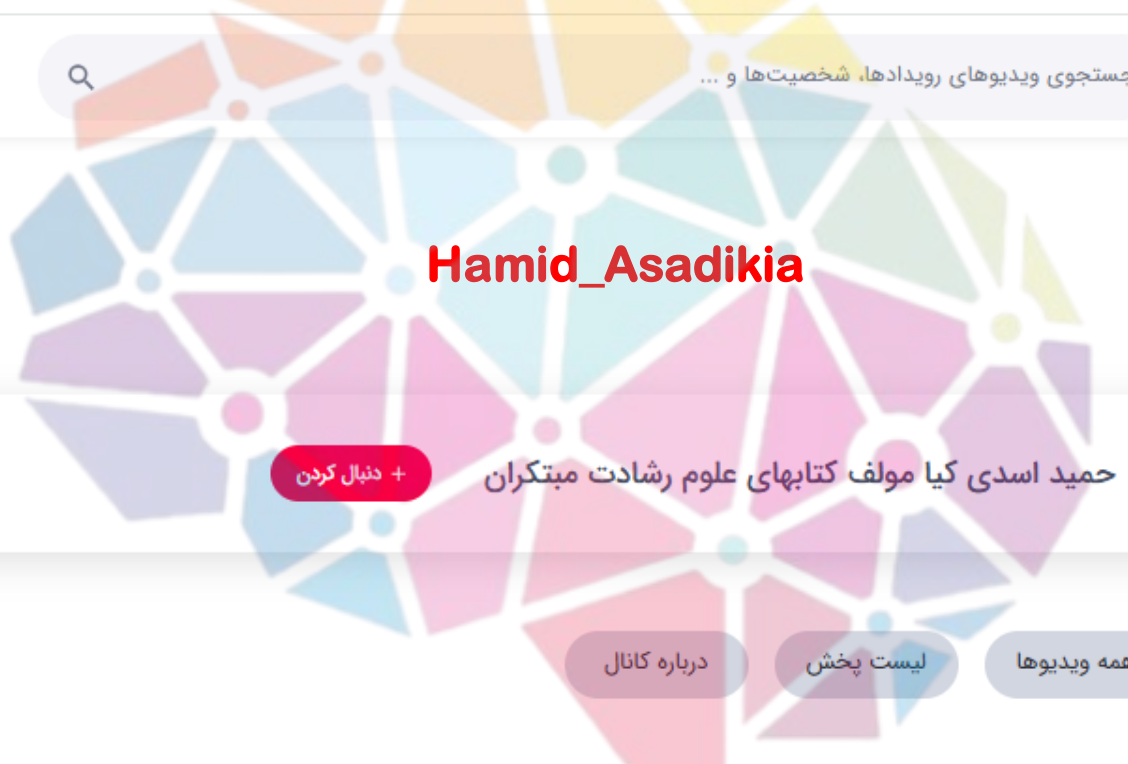 جستجوی ویدیوهای رویدادها، شخصیت‌ها و ...
Hamid_Asadikia
حمید اسدی کیا مولف کتابهای علوم رشادت مبتکران
+ دنبال کردن
همه ویدیوها
لیست پخش
درباره کانال